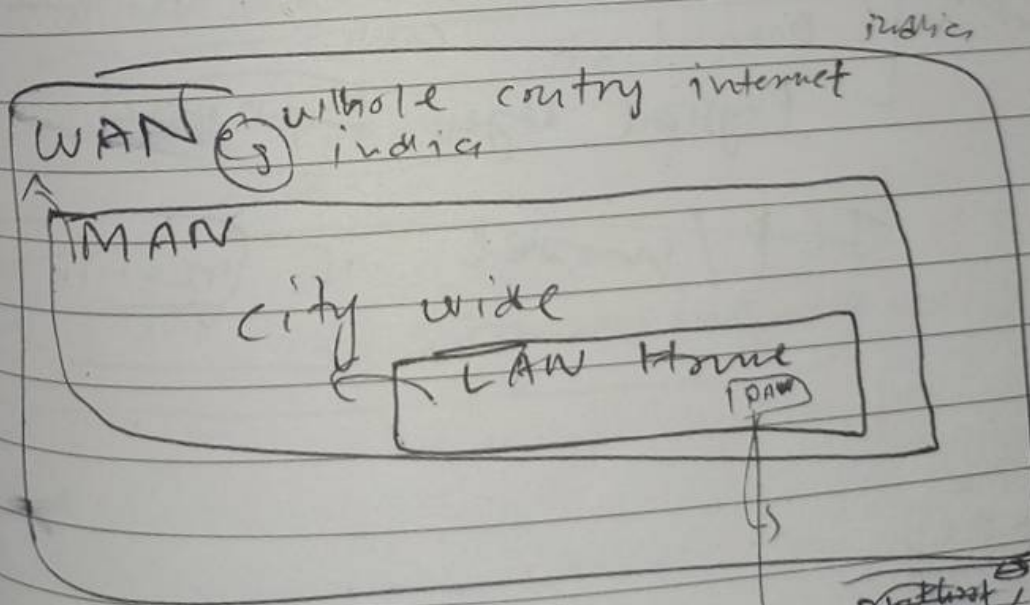 india
WAN eg whole contry internet
india
MAN
city wide
LAN Home
PAN